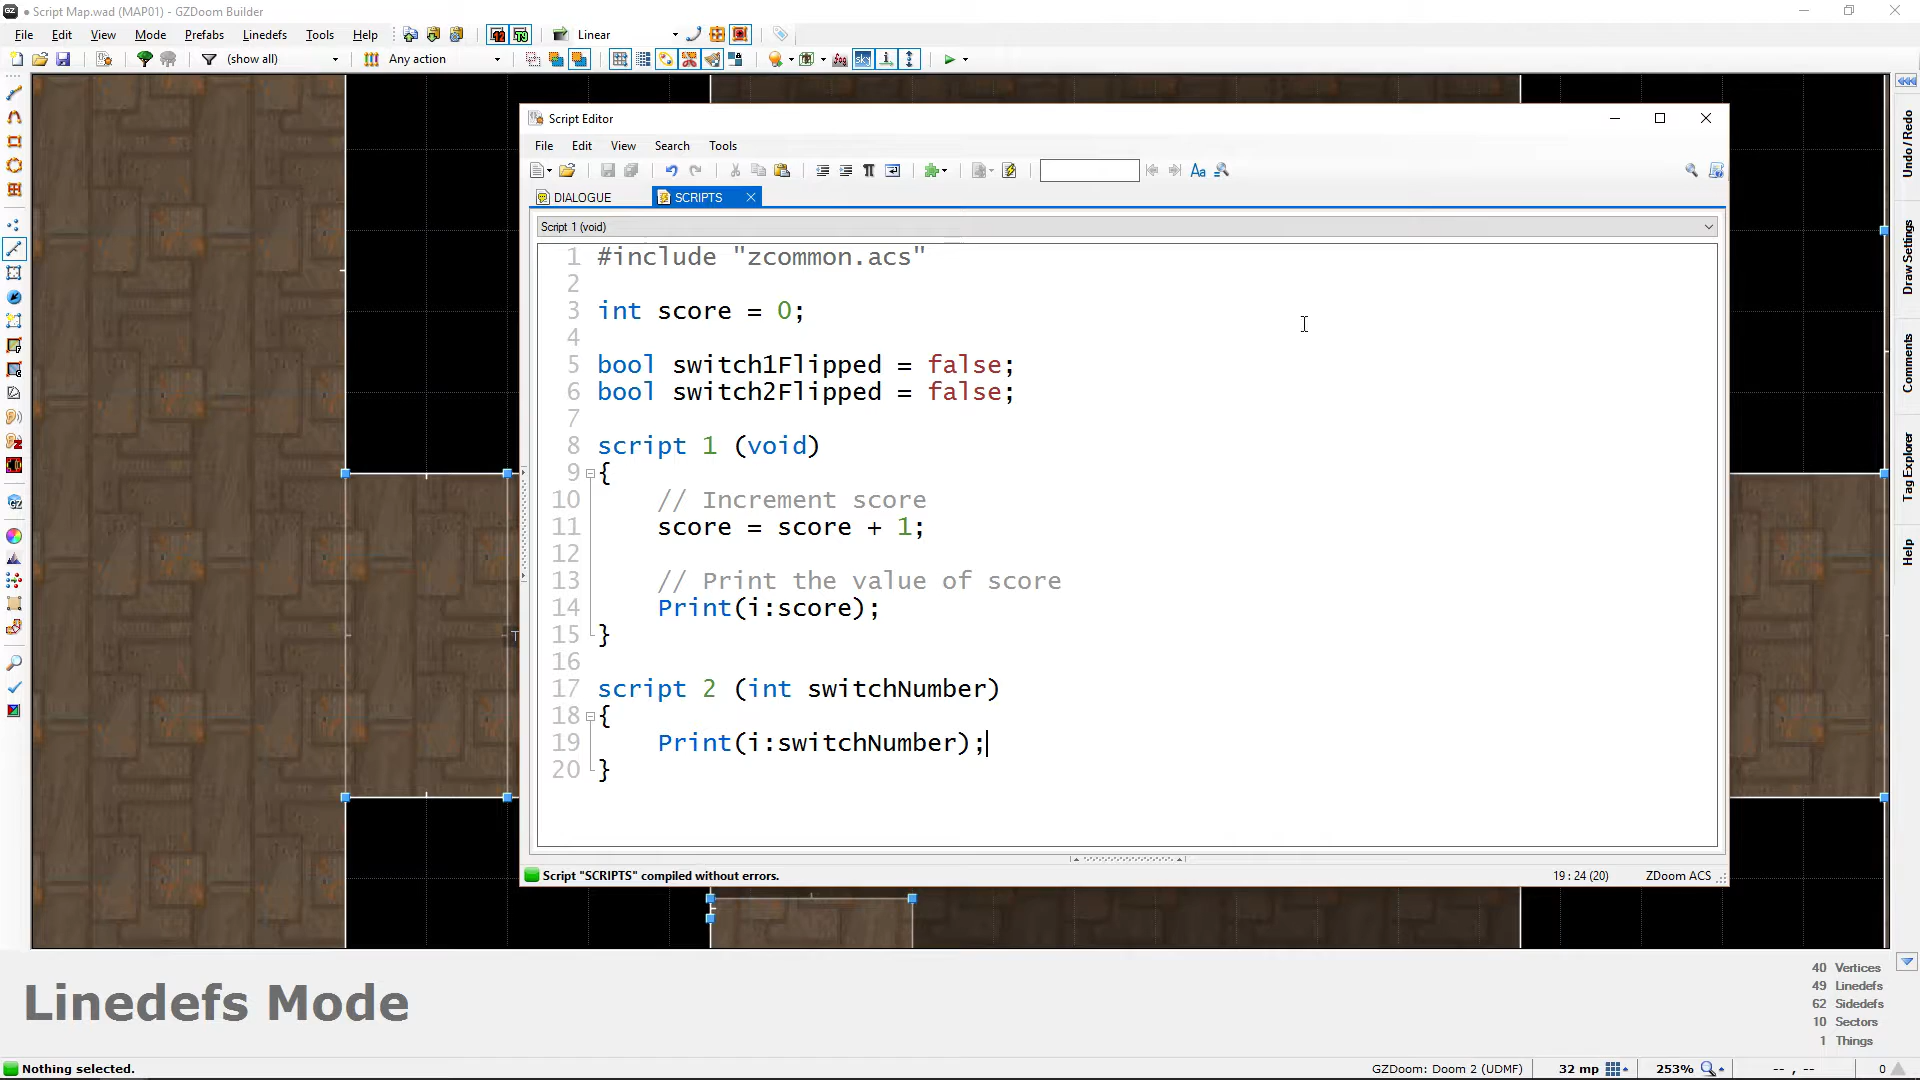 Script Map.wad (MAP01) - GZDoom Builder
File Edit View Mode Prefabs Linedefs Tools Help Linear
(show all) Any action
Script Editor
File Edit View Search Tools
DIALOGUE SCRIPTS
Script 1 (void)
1 #include "zcommon.acs"
2
3 int score = 0;
4
5 bool switch1Flipped = false;
6 bool switch2Flipped = false;
7
8 script 1 (void)
9 {
10 // Increment score
11 score = score + 1;
12
13 // Print the value of score
14 Print(i:score);
15 }
16
17 script 2 (int switchNumber)
18 {
19 Print(i:switchNumber);
20 }
Script "SCRIPTS" compiled without errors. 19 : 24 (20) ZDoom ACS
Undo / Redo
Draw Settings
Comments
Tag Explorer
Help
Linedefs Mode
40 Vertices
49 Linedefs
62 Sidedefs
10 Sectors
1 Things
Nothing selected. GZDoom: Doom 2 (UDMF) 32 mp 253% -- , -- 0